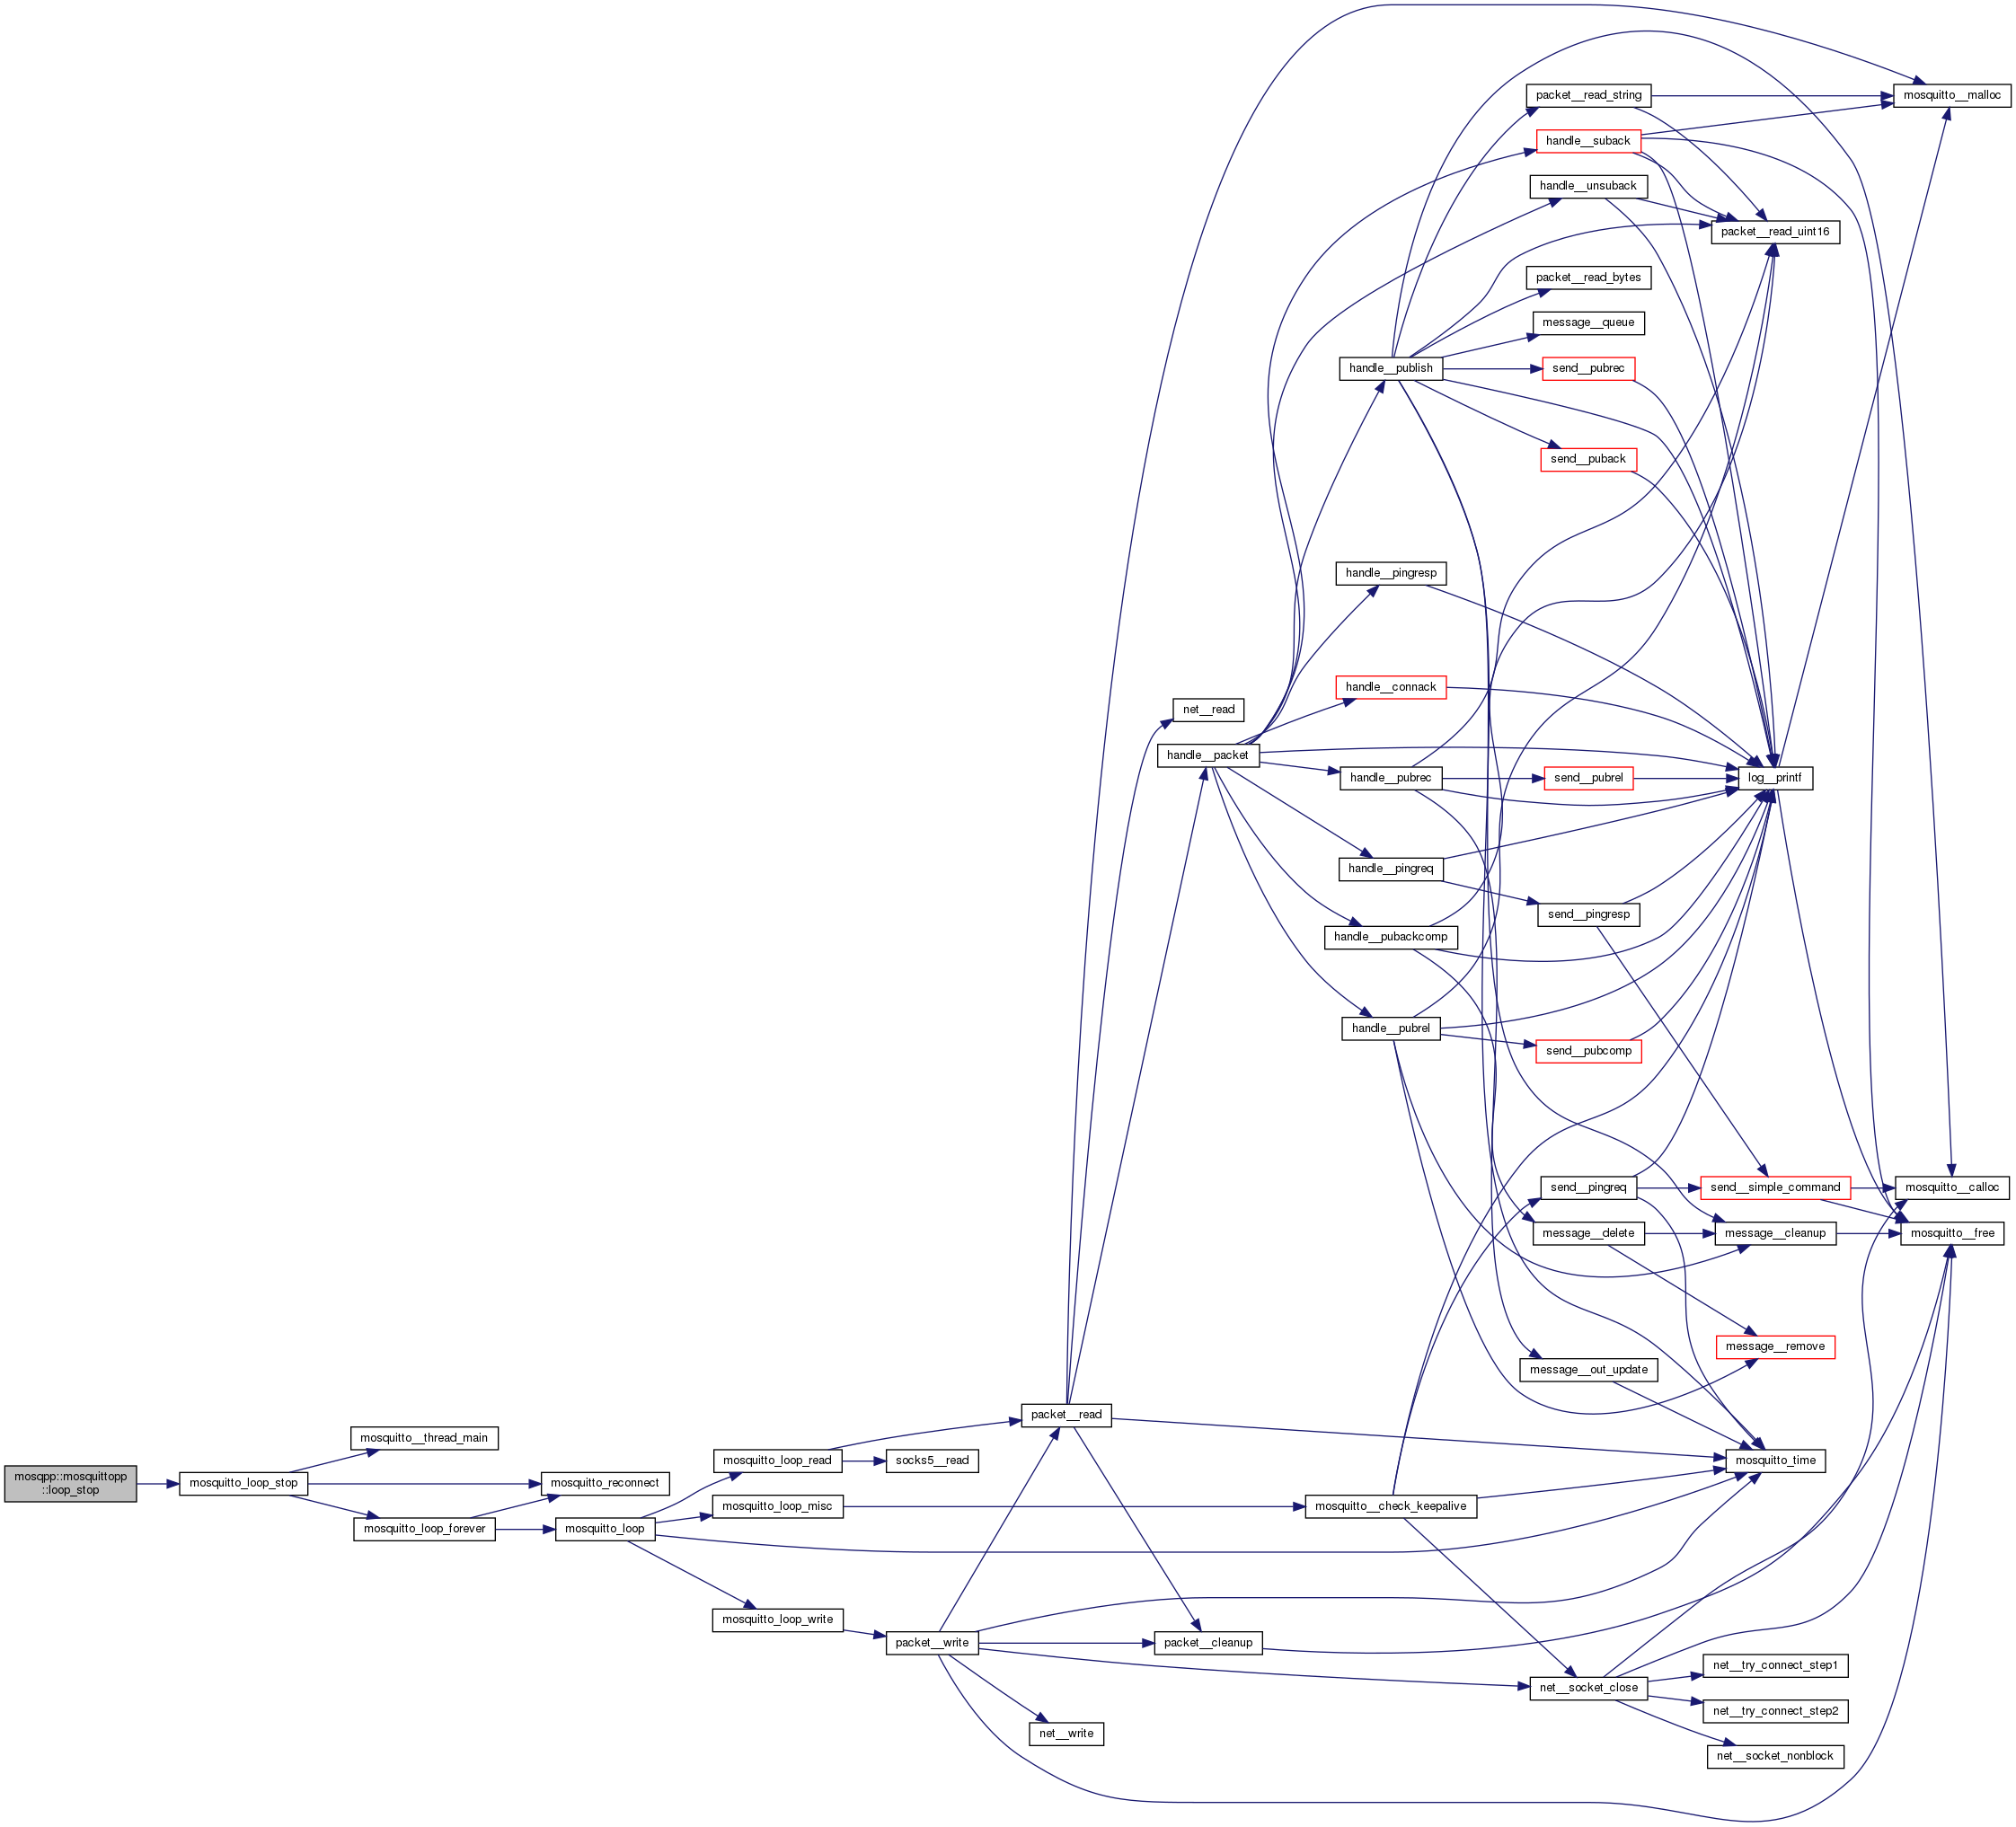 mosquitto__malloc
packet__read_string
handle__suback
handle__unsuback
packet__read_uint16
packet__read_bytes
message__queue
handle__publish
send__pubrec
send__puback
handle__pingresp
handle__connack
net__read
handle__packet
handle__pubrec
send__pubrel
log__printf
handle__pingreq
send__pingresp
handle__pubackcomp
handle__pubrel
send__pubcomp
send__pingreq
send__simple_command
mosquitto__calloc
message__delete
message__cleanup
mosquitto__free
message__remove
message__out_update
packet__read
mosquitto__thread_main
mosquitto_loop_read
socks5__read
mosquitto_time
mosqpp::mosquittopp
::loop_stop
mosquitto_loop_stop
mosquitto_reconnect
mosquitto_loop_misc
mosquitto__check_keepalive
mosquitto_loop_forever
mosquitto_loop
mosquitto_loop_write
packet__write
packet__cleanup
net__try_connect_step1
net__socket_close
net__try_connect_step2
net__write
net__socket_nonblock